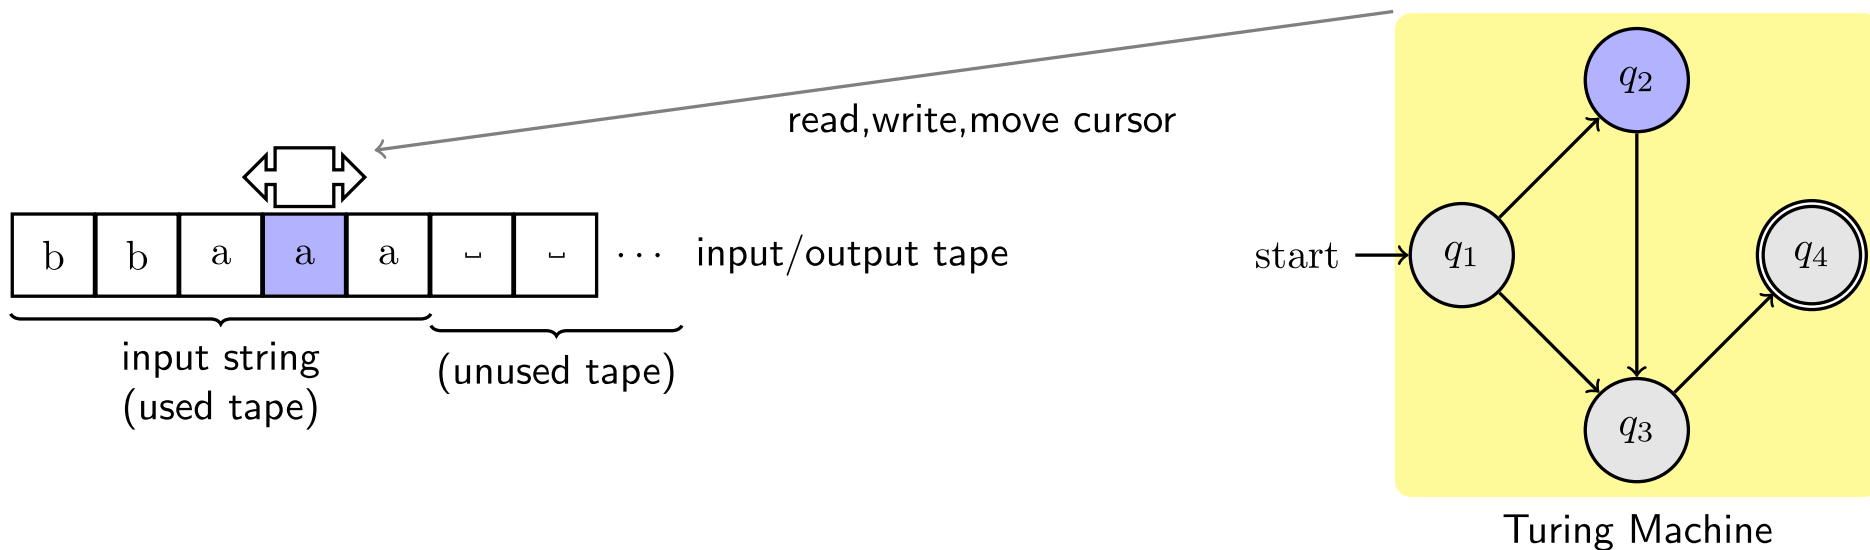 q2
read,write,move cursor
b b a a a ␣ ␣ ··· input/output tape
start q1 q4
input string
(used tape)
(unused tape)
q3
Turing Machine